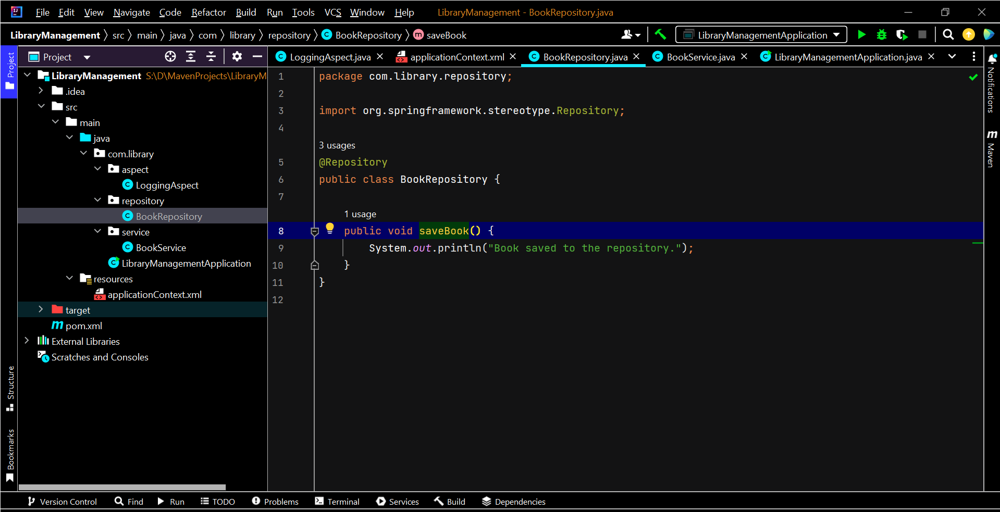 File Edit View Navigate Code Refactor Build Run Tools VCS Window Help LibraryManagement - BookRepository.java
LibraryManagement src main java com library repository BookRepository saveBook LibraryManagementApplication
Project
Project
LoggingAspect.java applicationContext.xml BookRepository.java BookService.java LibraryManagementApplication.java
LibraryManagement S:\D\MavenProjects\LibraryM
.idea
src
main
java
com.library
aspect
LoggingAspect
repository
BookRepository
service
BookService
LibraryManagementApplication
resources
applicationContext.xml
target
pom.xml
External Libraries
Scratches and Consoles
Structure
Bookmarks
1 package com.library.repository;
2
3 import org.springframework.stereotype.Repository;
4
3 usages
5 @Repository
6 public class BookRepository {
7
1 usage
8 public void saveBook() {
9 System.out.println("Book saved to the repository.");
10 }
11 }
12
Notifications
Maven
Version Control Find Run TODO Problems Terminal Services Build Dependencies